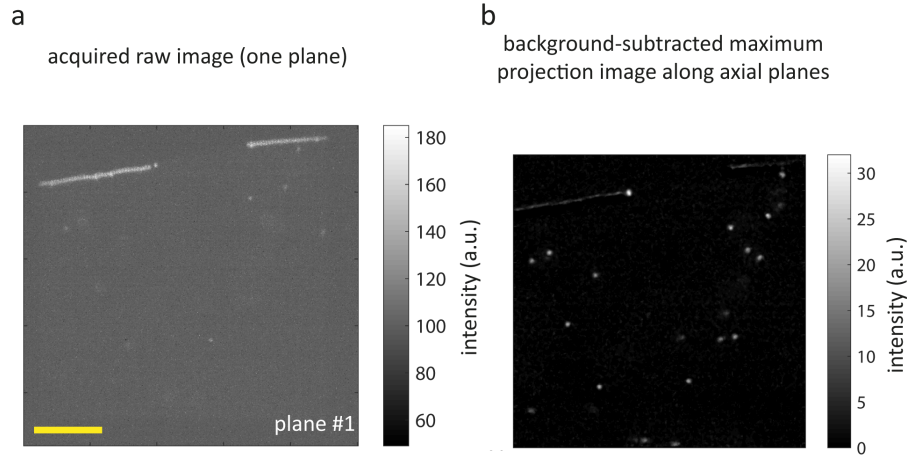 a
acquired raw image (one plane)
180
160
140
120
100
80
60
intensity (a.u.)
plane #1
b
background-subtracted maximum
projection image along axial planes
30
25
20
15
10
5
0
intensity (a.u.)